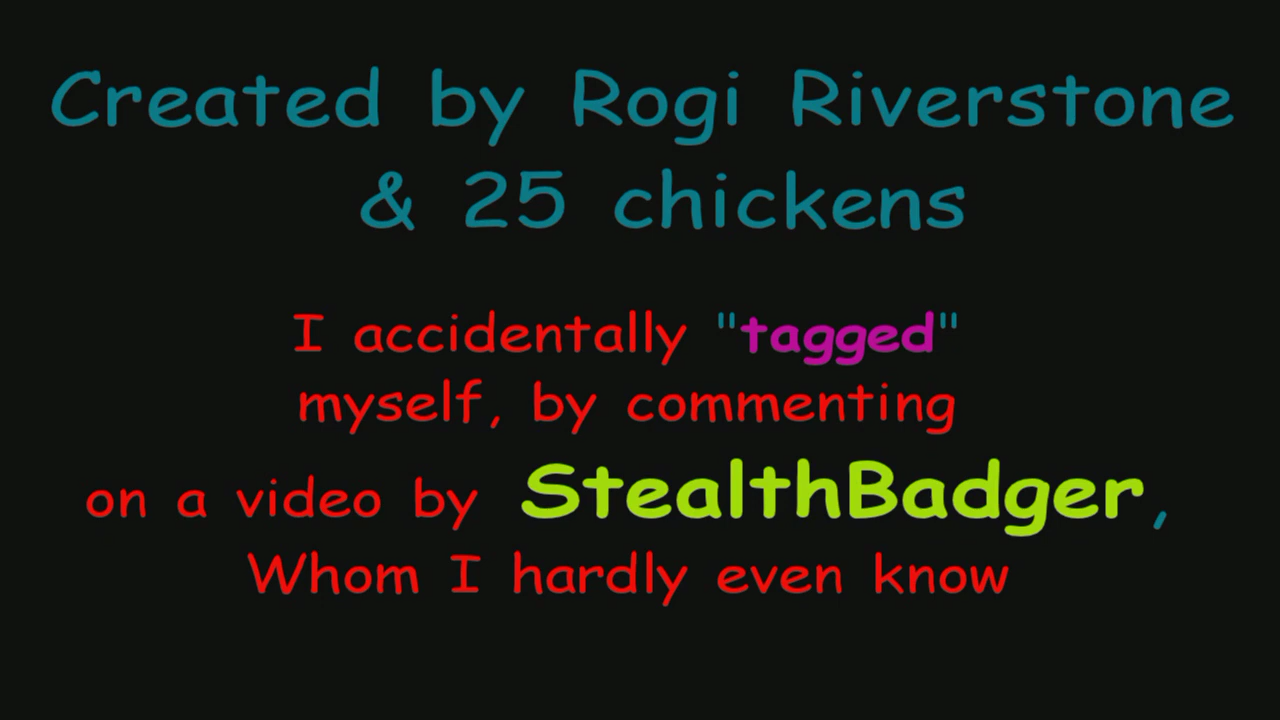 Created by Rogi Riverstone
& 25 chickens
I accidentally "tagged"
myself, by commenting
on a video by StealthBadger,
Whom I hardly even know